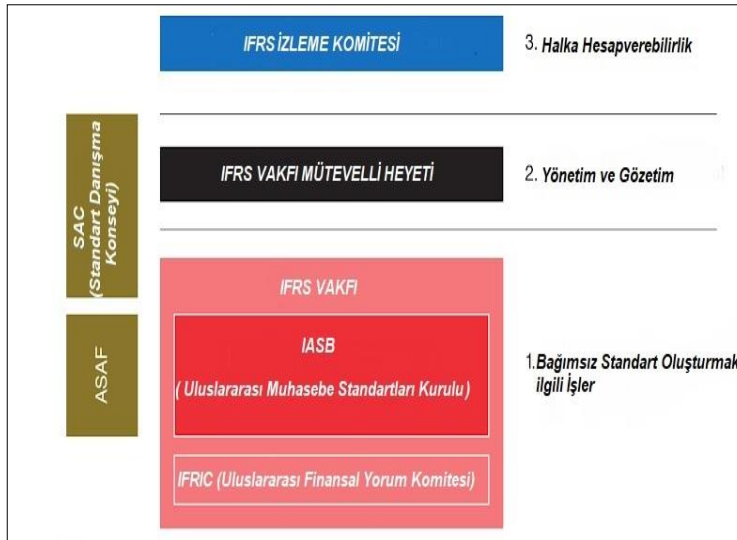 IFRS İZLEME KOMİTESİ
3. Halka Hesapverebilirlik
SAC
(Standart Danışma
Konseyi)
IFRS VAKFI MÜTEVELLİ HEYETİ
2. Yönetim ve Gözetim
ASAF
IFRS VAKFI
IASB
( Uluslararası Muhasebe Standartları Kurulu )
IFRIC (Uluslararası Finansal Yorum Komitesi)
1.Bağımsız Standart Oluşturmak
ilgili İşler